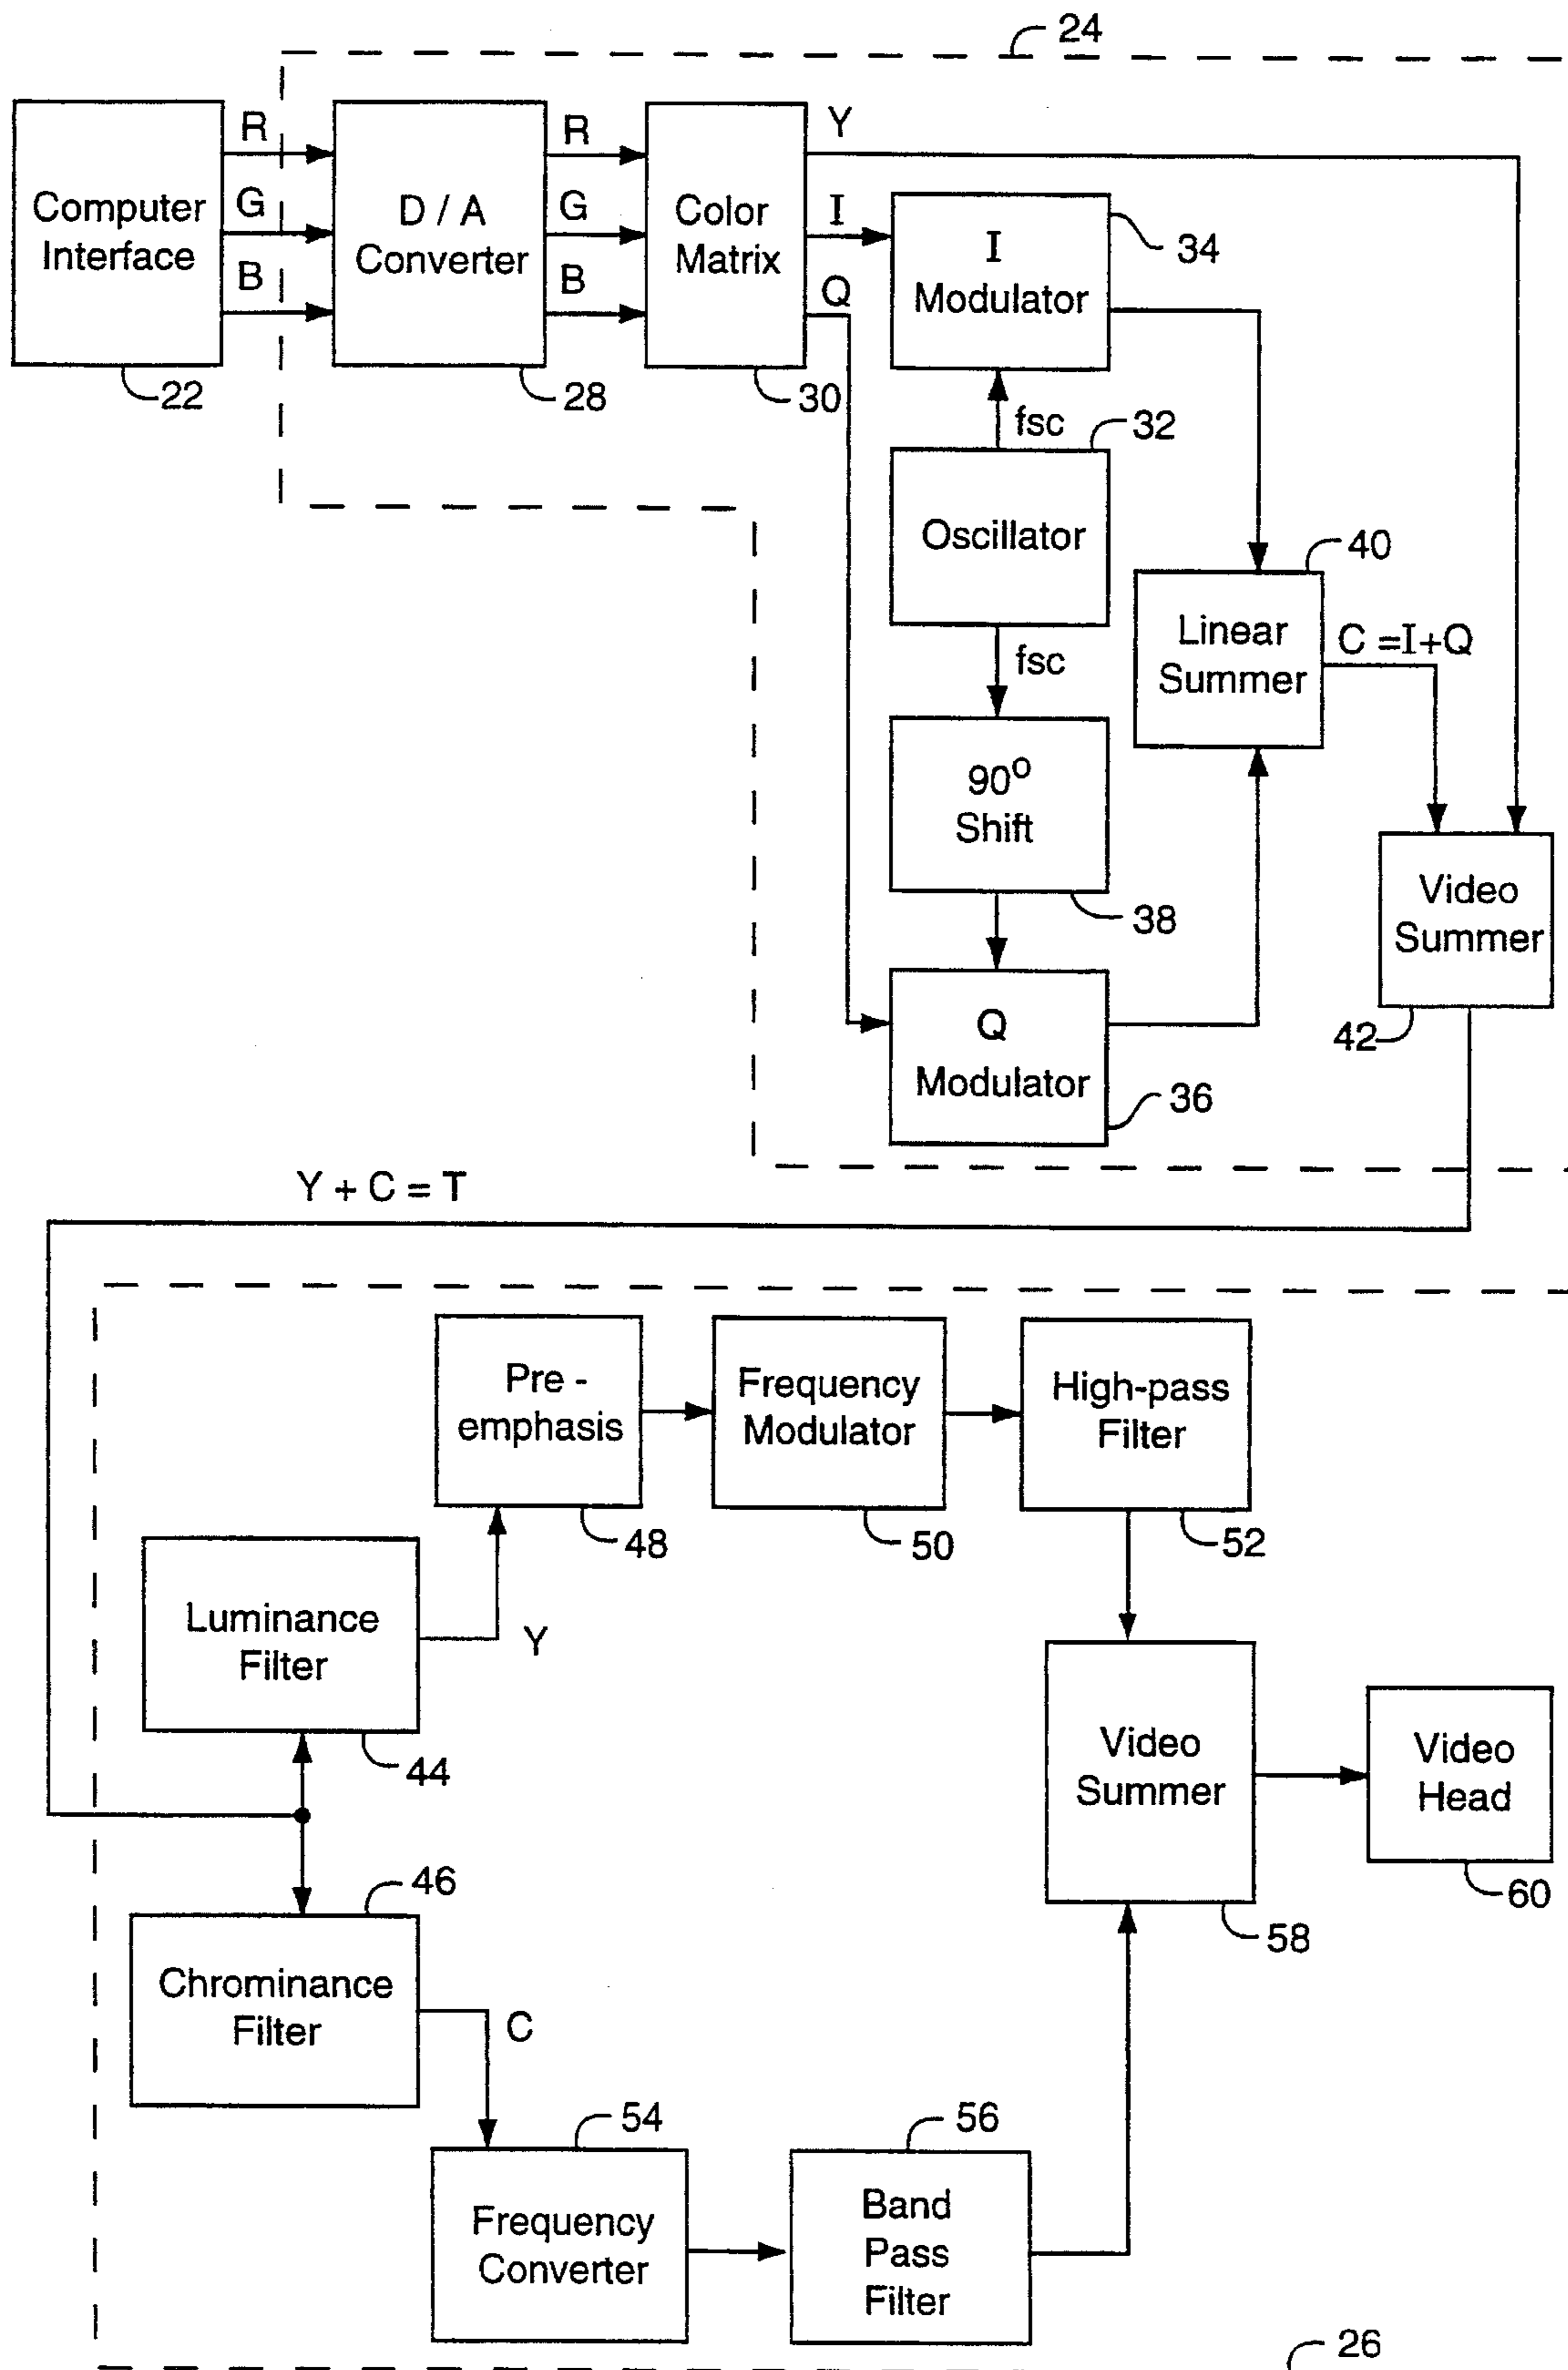 24
R
G
B
Computer
Interface
22
D / A
Converter
28
R
G
B
Color
Matrix
30
Y
I
Q
I
Modulator
34
fsc
32
Oscillator
fsc
90o
Shift
38
Q
Modulator
36
40
Linear
Summer
C =I+Q
Video
Summer
42
Y + C = T
Pre -
emphasis
48
Frequency
Modulator
50
High-pass
Filter
52
Luminance
Filter
44
Y
Video
Summer
58
Video
Head
60
46
Chrominance
Filter
C
54
Frequency
Converter
56
Band
Pass
Filter
26